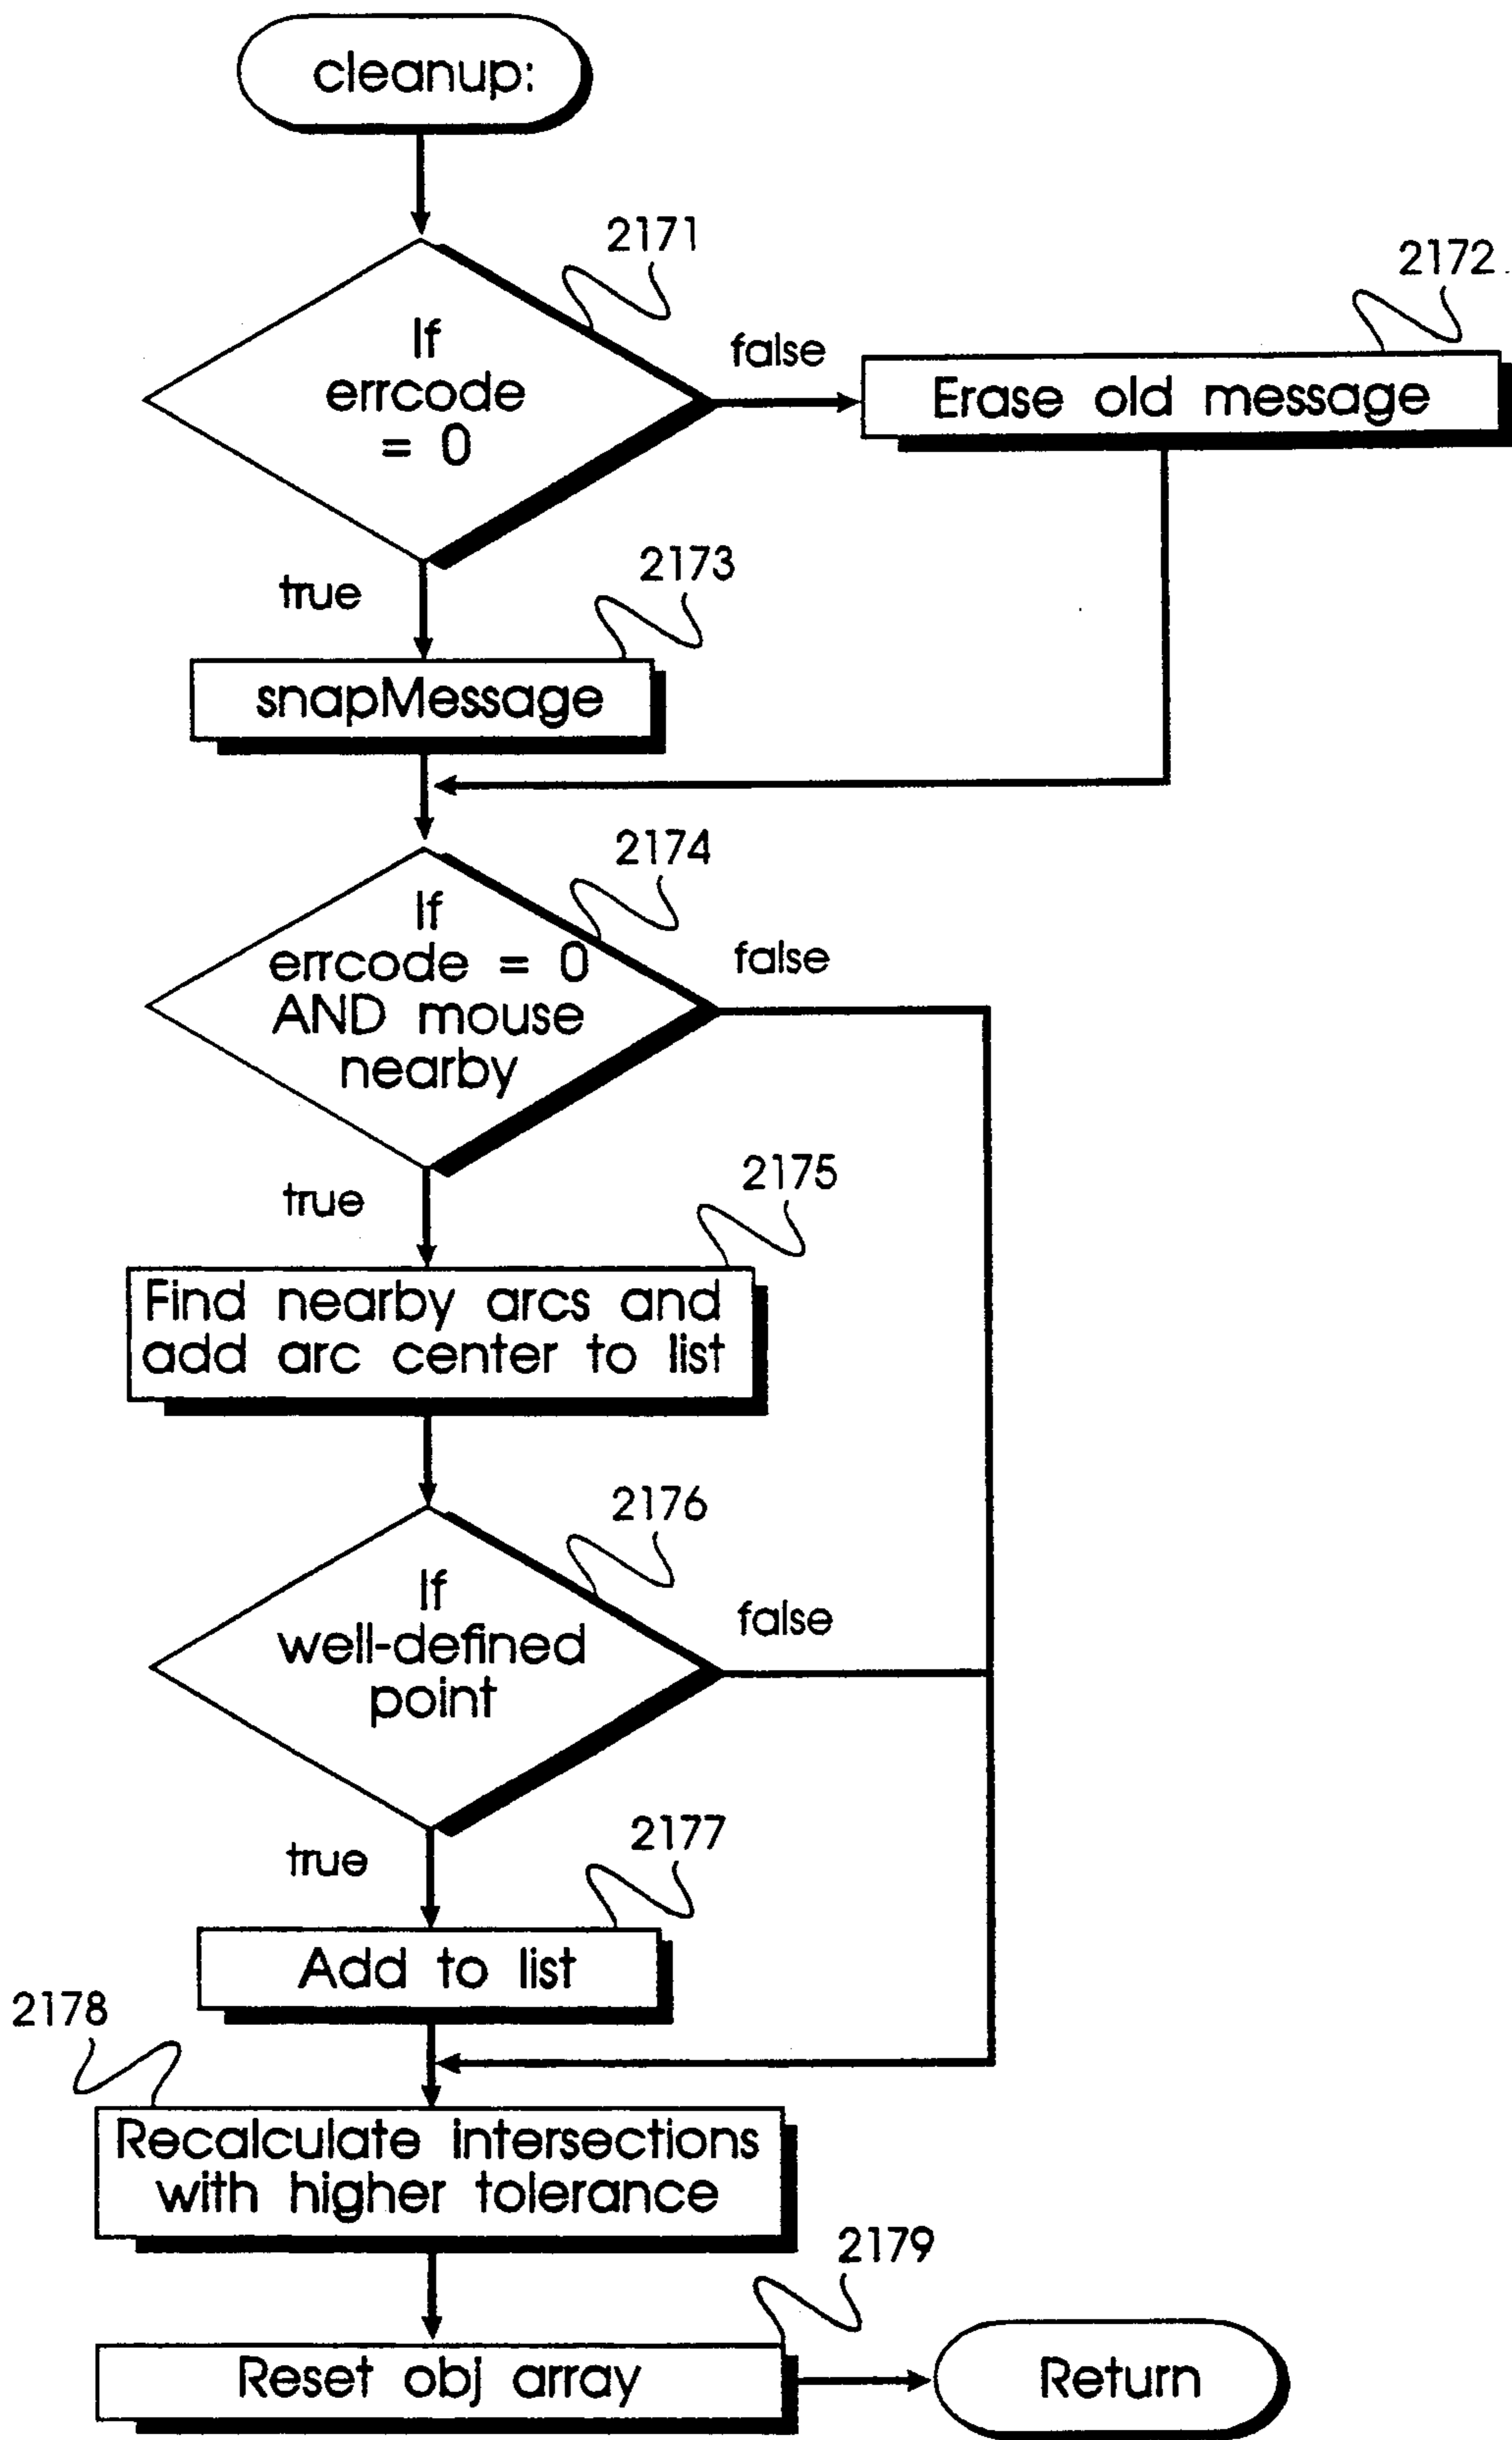 cleanup:
2171
2172
If
errcode
= 0
false
Erase old message
true
2173
snapMessage
2174
If
errcode = 0
AND mouse
nearby
false
true
2175
Find nearby arcs and
add arc center to list
2176
If
well-defined
point
false
true
2177
Add to list
2178
Recalculate intersections
with higher tolerance
2179
Reset obj array
Return